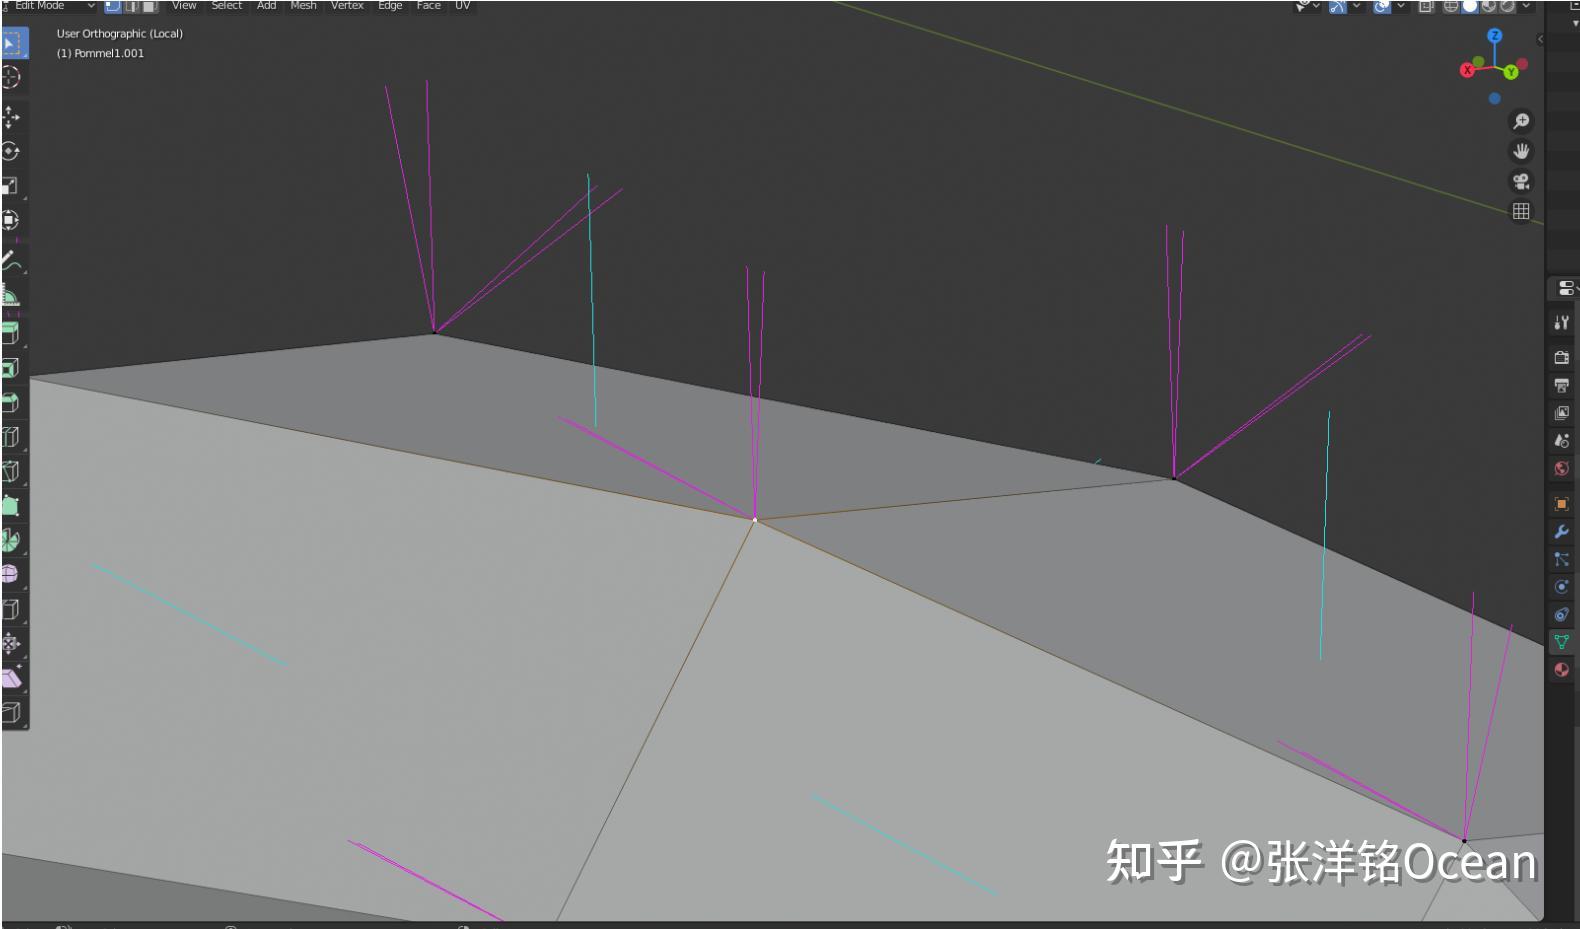 Edit Mode
View Select Add Mesh Vertex Edge Face UV
User Orthographic (Local)
(1) Pommel1.001
Z
X
Y
知乎 @张洋铭Ocean